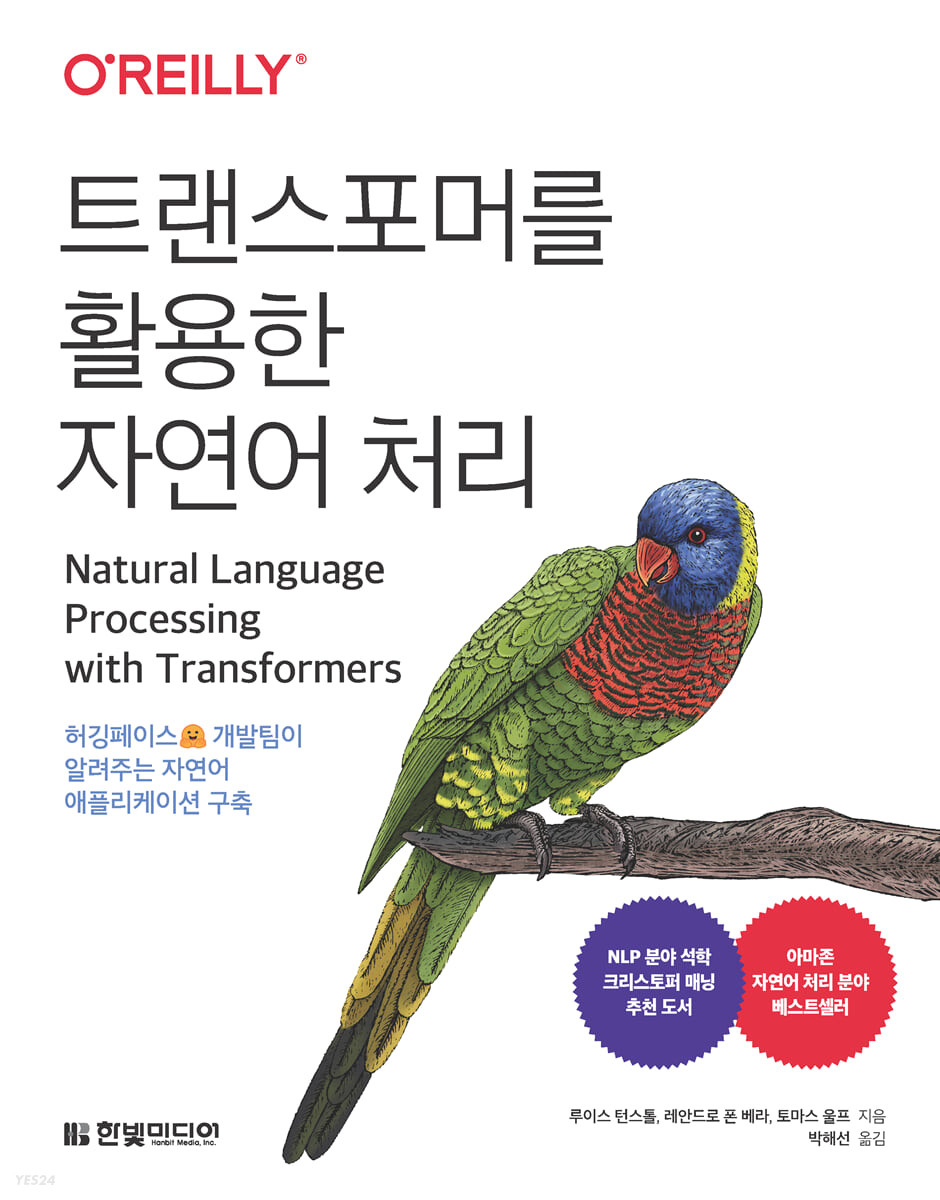 O'REILLY®
트랜스포머를
활용한
자연어 처리
Natural Language
Processing
with Transformers
허깅페이스🤗 개발팀이
알려주는 자연어
애플리케이션 구축
NLP 분야 석학
크리스토퍼 매닝
추천 도서
아마존
자연어 처리 분야
베스트셀러
루이스 턴스톨, 레안드로 폰 베라, 토마스 울프 지음
박해선 옮김
HB 한빛미디어
Hanbit Media, Inc.
YES24